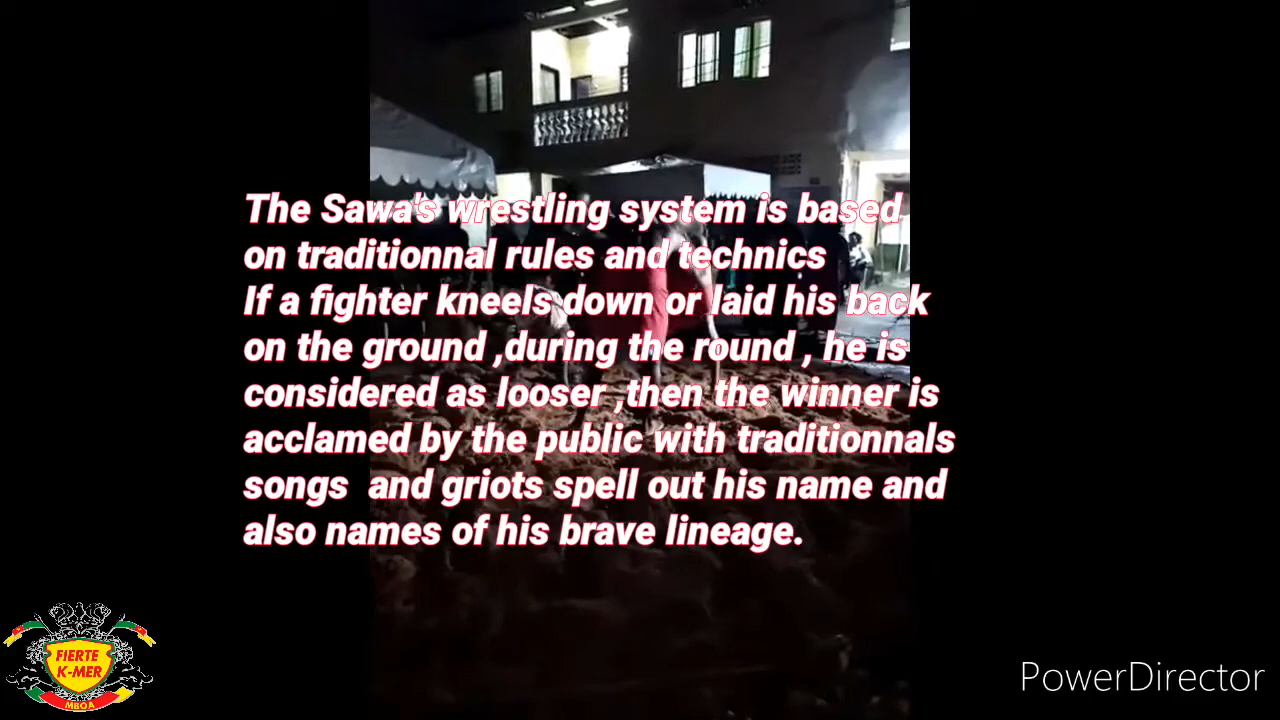 The Sawa's wrestling system is based
on traditionnal rules and technics
If a fighter kneels down or laid his back
on the ground ,during the round , he is
considered as looser ,then the winner is
acclamed by the public with traditionnals
songs  and griots spell out his name and
also names of his brave lineage.
FIERTE
K-MER
MBOA
PowerDirector